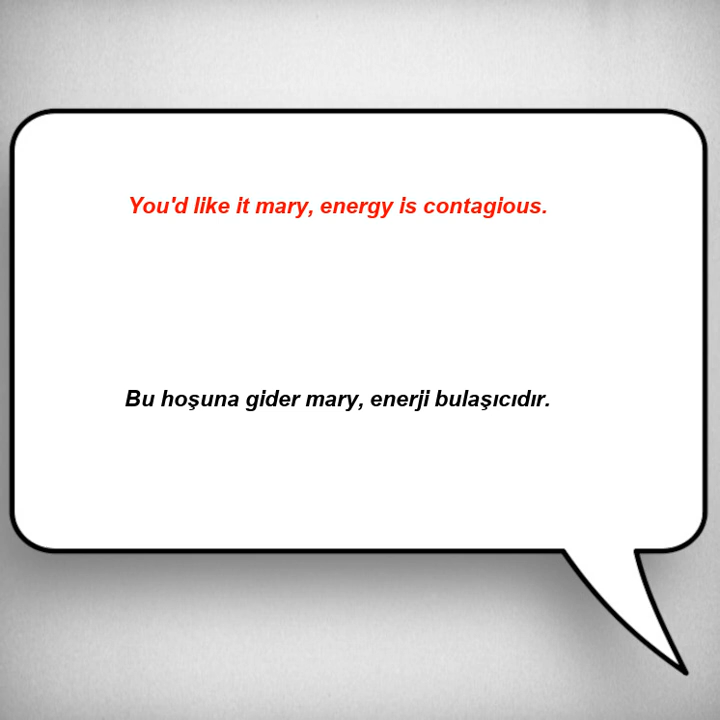 You'd like it mary, energy is contagious.
Bu hoşuna gider mary, enerji bulaşıcıdır.